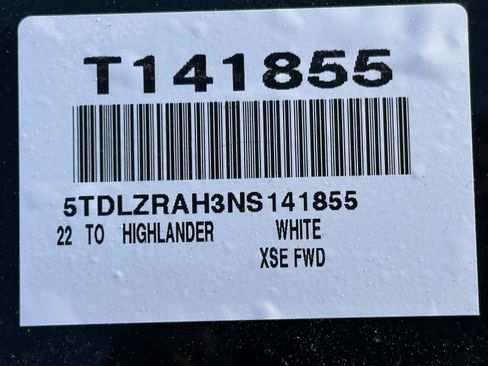 T141855
5TDLZRAH3NS141855
22 TO HIGHLANDER WHITE
XSE FWD